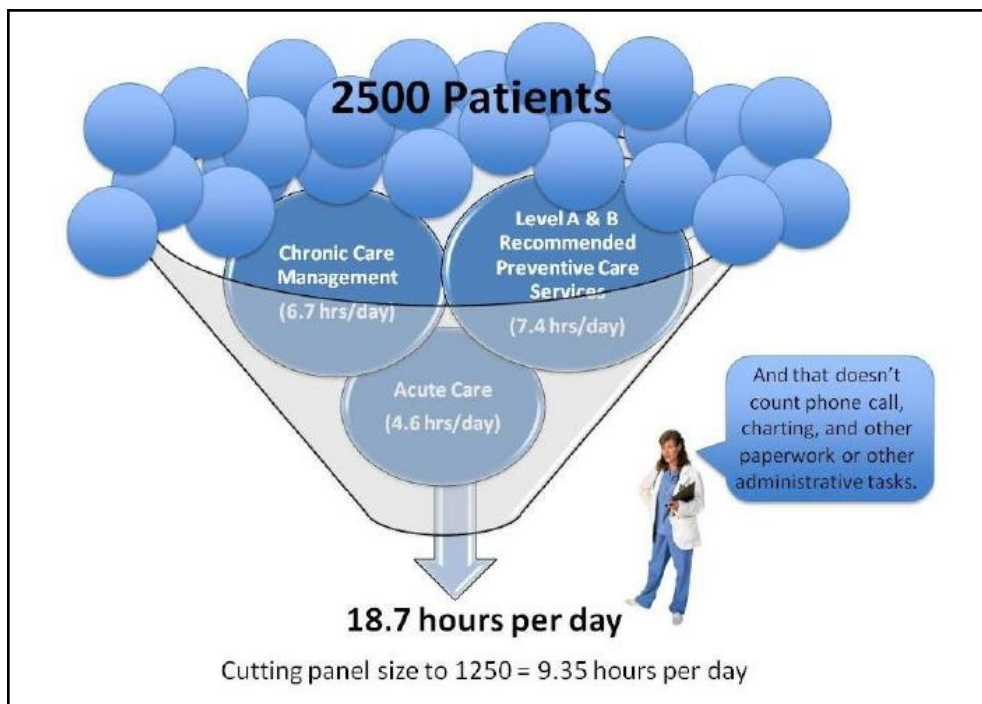 2500 Patients
Chronic Care
Management
(6.7 hrs/day)
Level A & B
Recommended
Preventive Care
Services
(7.4 hrs/day)
Acute Care
(4.6 hrs/day)
And that doesn't
count phone call,
charting, and other
paperwork or other
administrative tasks.
18.7 hours per day
Cutting panel size to 1250 = 9.35 hours per day